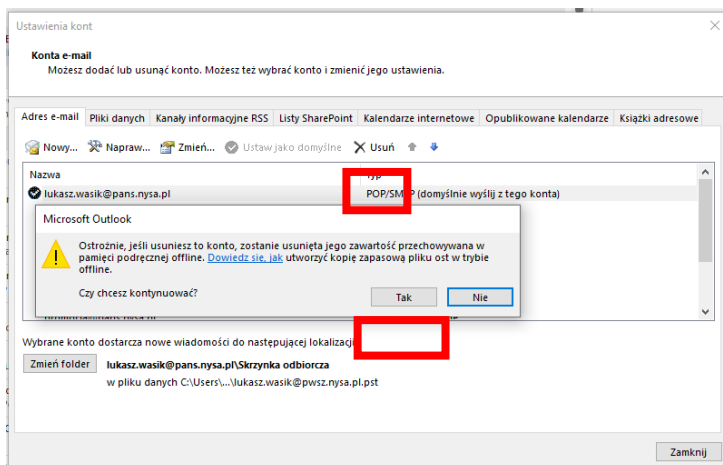 Ustawienia kont
Konta e-mail
Możesz dodać lub usunąć konto. Możesz też wybrać konto i zmienić jego ustawienia.
Adres e-mail Pliki danych Kanały informacyjne RSS Listy SharePoint Kalendarze internetowe Opublikowane kalendarze Książki adresowe
Nowy... Napraw... Zmień... Ustaw jako domyślne Usuń
Nazwa
lukasz.wasik@pans.nysa.pl (domyślnie wyślij z tego konta)
Microsoft Outlook
Ostrożnie, jeśli usuniesz to konto, zostanie usunięta jego zawartość przechowywana w
pamięci podręcznej offline. Dowiedz się, jak utworzyć kopię zapasową pliku ost w trybie
offline.
Czy chcesz kontynuować?
Tak Nie
Wybrane konto dostarcza nowe wiadomości do następującej lokalizacji
Zmień folder lukasz.wasik@pans.nysa.pl\Skrzynka odbiorcza
w pliku danych C:\Users\...\lukasz.wasik@pwsz.nysa.pl.pst
Zamknij